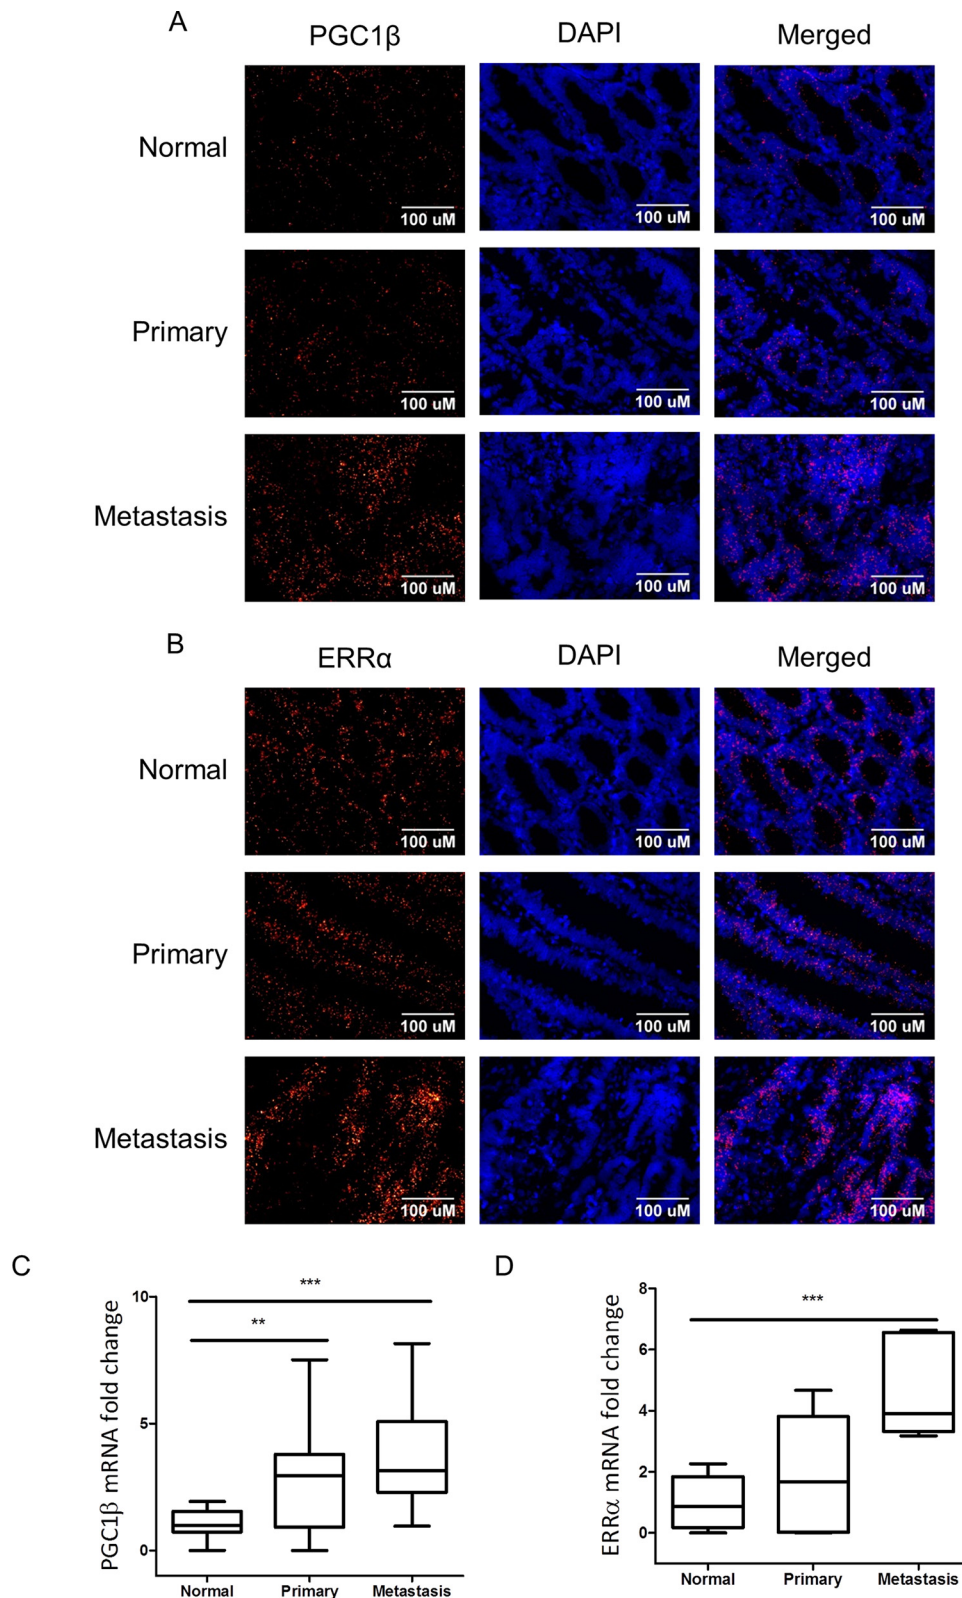 A
PGC1β DAPI Merged
Normal
100 uM 100 uM 100 uM
Primary
100 uM 100 uM 100 uM
Metastasis
100 uM 100 uM 100 uM
B
ERRα DAPI Merged
Normal
100 uM 100 uM 100 uM
Primary
100 uM 100 uM 100 uM
Metastasis
100 uM 100 uM 100 uM
C
PGC1β mRNA fold change
10
5
0
***
**
Normal Primary Metastasis
D
ERRα mRNA fold change
8
6
4
2
0
***
Normal Primary Metastasis